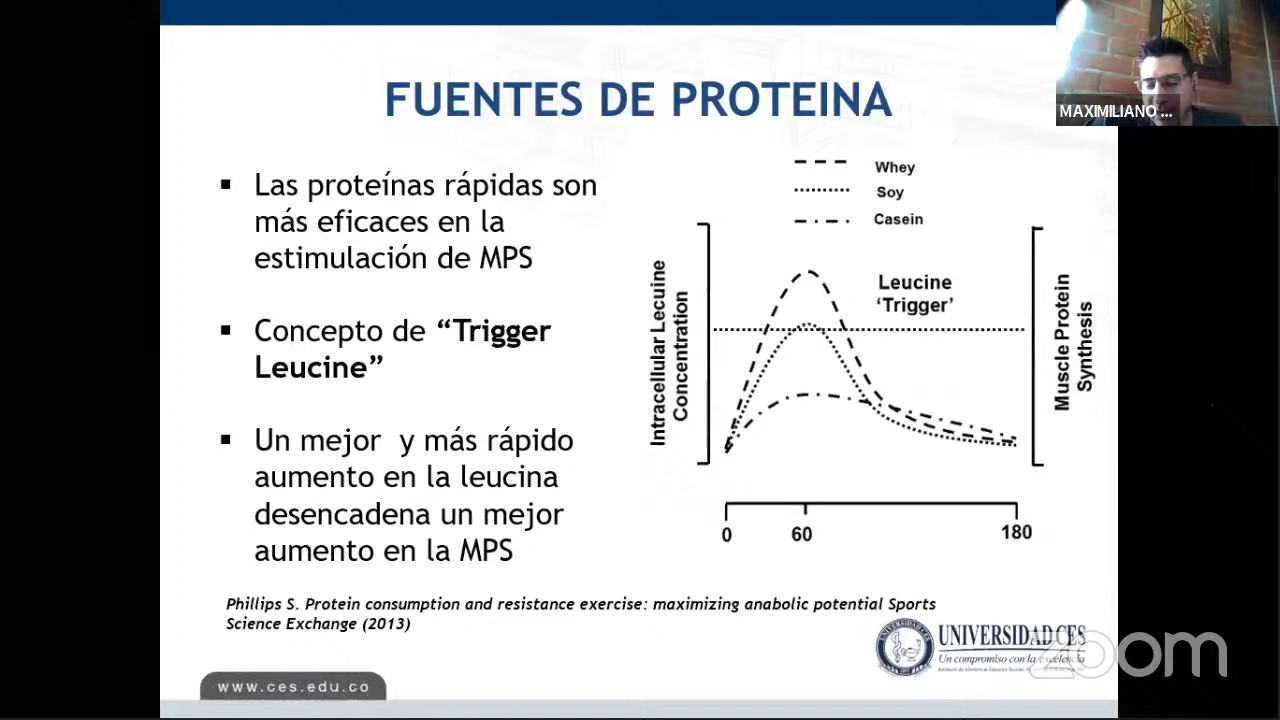 FUENTES DE PROTEINA
MAXIMILIANO ...
▪ Las proteínas rápidas son
más eficaces en la
estimulación de MPS
▪ Concepto de “Trigger
Leucine”
▪ Un mejor y más rápido
aumento en la leucina
desencadena un mejor
aumento en la MPS
Whey
Soy
Casein
Leucine
‘Trigger’
Intracellular Lecuine
Concentration
Muscle Protein
Synthesis
0
60
180
Phillips S. Protein consumption and resistance exercise: maximizing anabolic potential Sports
Science Exchange (2013)
UNIVERSIDAD CES
Un compromiso con la excelencia
zoom
www.ces.edu.co